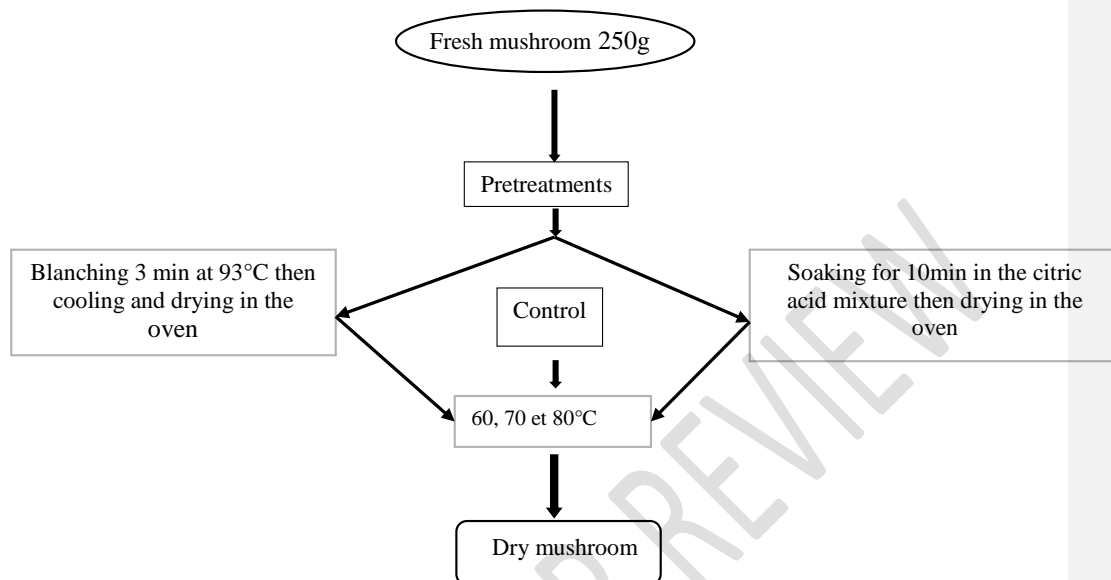 Fresh mushroom 250g
Pretreatments
Blanching 3 min at 93°C then
cooling and drying in the
oven
Control
Soaking for 10min in the citric
acid mixture then drying in the
oven
60, 70 et 80°C
Dry mushroom
R REVIEW